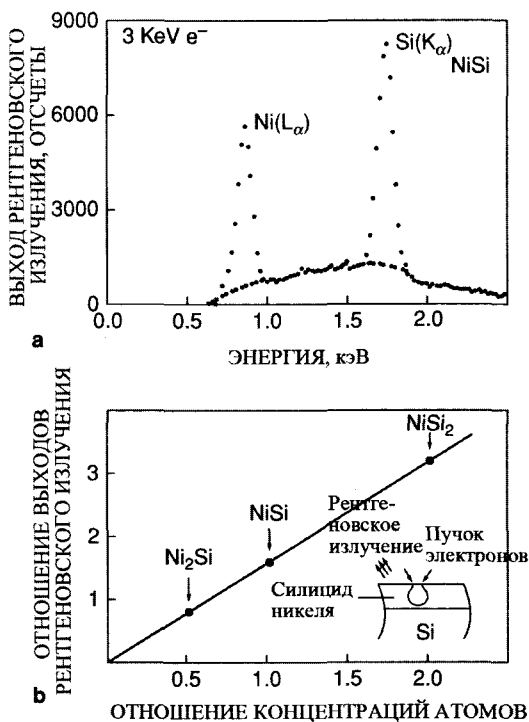 ВЫХОД РЕНТГЕНОВСКОГО
ИЗЛУЧЕНИЯ, ОТСЧЕТЫ
9000
6000
3000
0
3 KeV e⁻
Ni(Lα)
Si(Kα)
NiSi
0.0 0.5 1.0 1.5 2.0
a
ЭНЕРГИЯ, кэВ
ОТНОШЕНИЕ ВЫХОДОВ
РЕНТГЕНОВСКОГО ИЗЛУЧЕНИЯ
3
2
1
NiSi₂
NiSi
Ni₂Si
Рентге-
новское
излучение
Пучок
электронов
Силицид
никеля
Si
0.5 1.0 1.5 2.0
b
ОТНОШЕНИЕ КОНЦЕНТРАЦИЙ АТОМОВ